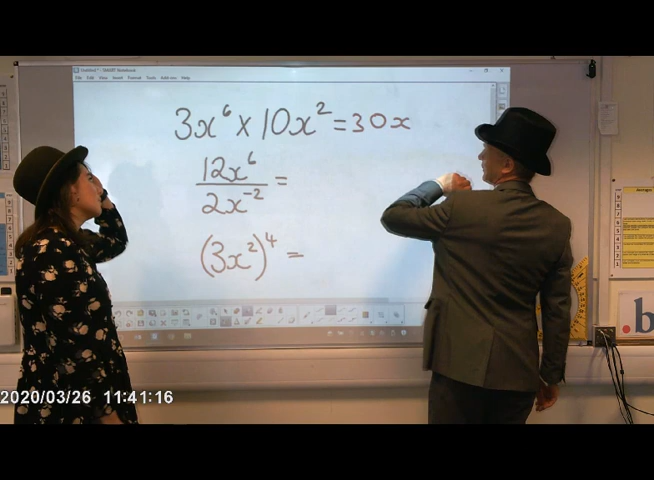 3x⁶ x 10x² = 30x
12x⁶
2x⁻² =
(3x²)⁴ =
2020/03/26 11:41:16
.b